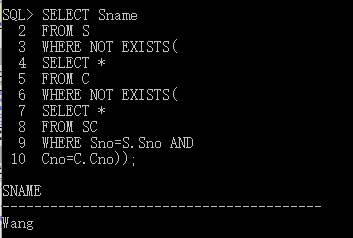 SQL> SELECT Sname
2 FROM S
3 WHERE NOT EXISTS(
4 SELECT *
5 FROM C
6 WHERE NOT EXISTS(
7 SELECT *
8 FROM SC
9 WHERE Sno=S.Sno AND
10 Cno=C.Cno));
SNAME
----------------------------------------
Wang